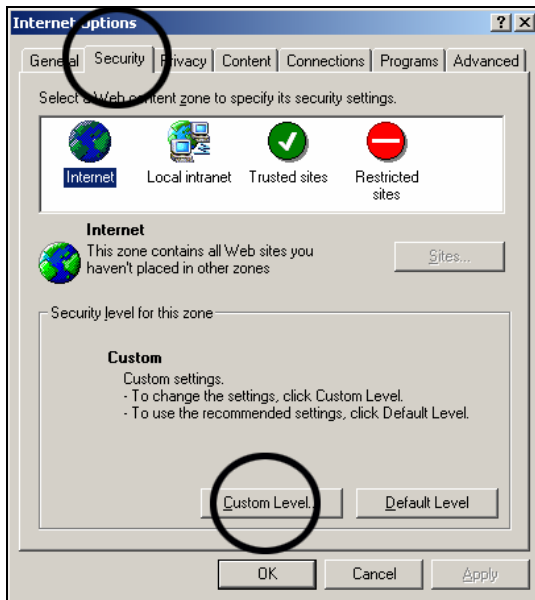 Internet Options
General Security Privacy Content Connections Programs Advanced
Select a Web content zone to specify its security settings.
Internet Local intranet Trusted sites Restricted
sites
Internet
This zone contains all Web sites you
haven't placed in other zones
Sites...
Security level for this zone
Custom
Custom settings.
- To change the settings, click Custom Level.
- To use the recommended settings, click Default Level.
Custom Level... Default Level
OK Cancel Apply